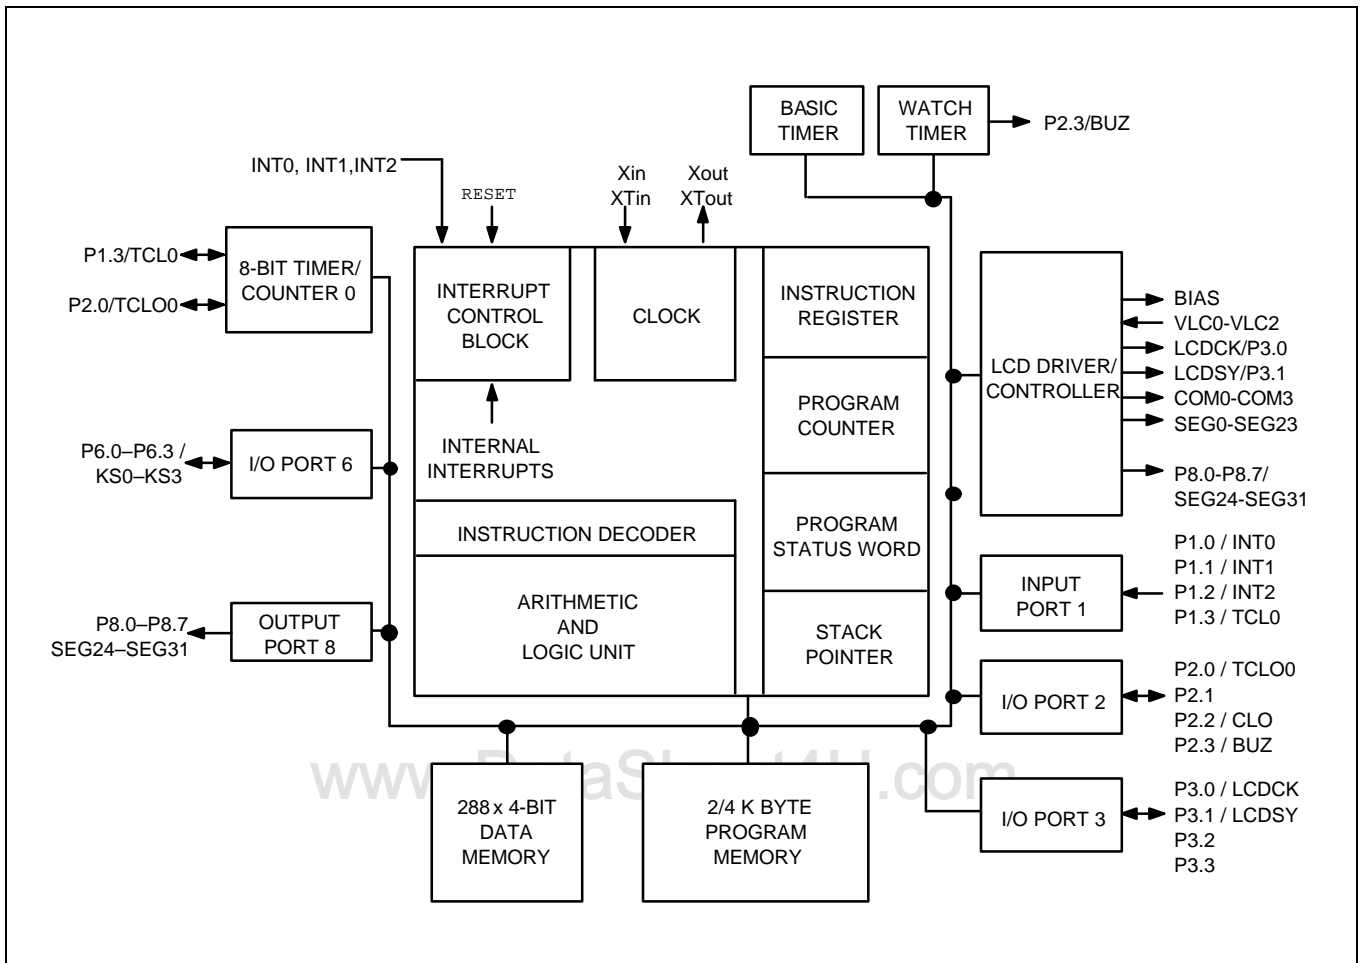 BASIC
TIMER
WATCH
TIMER
P2.3/BUZ
INT0, INT1,INT2
RESET
Xin
XTin
Xout
XTout
P1.3/TCL0
P2.0/TCLO0
8-BIT TIMER/
COUNTER 0
INTERRUPT
CONTROL
BLOCK
CLOCK
INSTRUCTION
REGISTER
LCD DRIVER/
CONTROLLER
BIAS
VLC0-VLC2
LCDCK/P3.0
LCDSY/P3.1
COM0-COM3
SEG0-SEG23
P8.0-P8.7/
SEG24-SEG31
PROGRAM
COUNTER
INTERNAL
INTERRUPTS
P6.0–P6.3 /
KS0–KS3
I/O PORT 6
INSTRUCTION DECODER
PROGRAM
STATUS WORD
ARITHMETIC
AND
LOGIC UNIT
STACK
POINTER
P8.0–P8.7
SEG24–SEG31
OUTPUT
PORT 8
INPUT
PORT 1
P1.0 / INT0
P1.1 / INT1
P1.2 / INT2
P1.3 / TCL0
I/O PORT 2
P2.0 / TCLO0
P2.1
P2.2 / CLO
P2.3 / BUZ
I/O PORT 3
P3.0 / LCDCK
P3.1 / LCDSY
P3.2
P3.3
www.DataSheet4U.com
288 x 4-BIT
DATA
MEMORY
2/4 K BYTE
PROGRAM
MEMORY